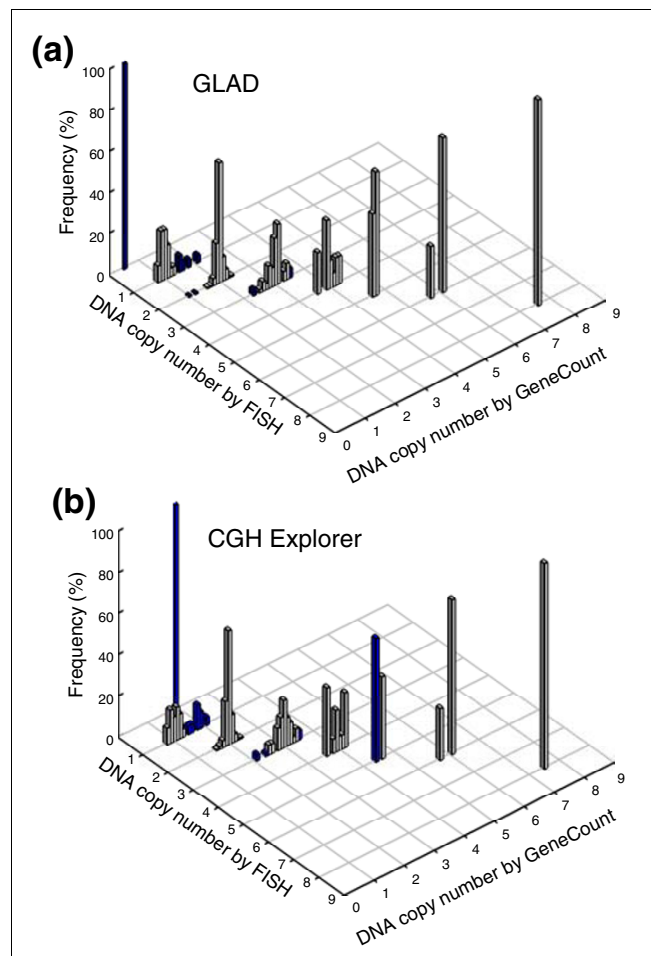 (a)
GLAD
Frequency (%)
100
80
60
40
20
0
DNA copy number by FISH
1 2 3 4 5 6 7 8 9
DNA copy number by GeneCount
0 1 2 3 4 5 6 7 8 9
(b)
CGH Explorer
Frequency (%)
100
80
60
40
20
0
DNA copy number by FISH
1 2 3 4 5 6 7 8 9
DNA copy number by GeneCount
0 1 2 3 4 5 6 7 8 9